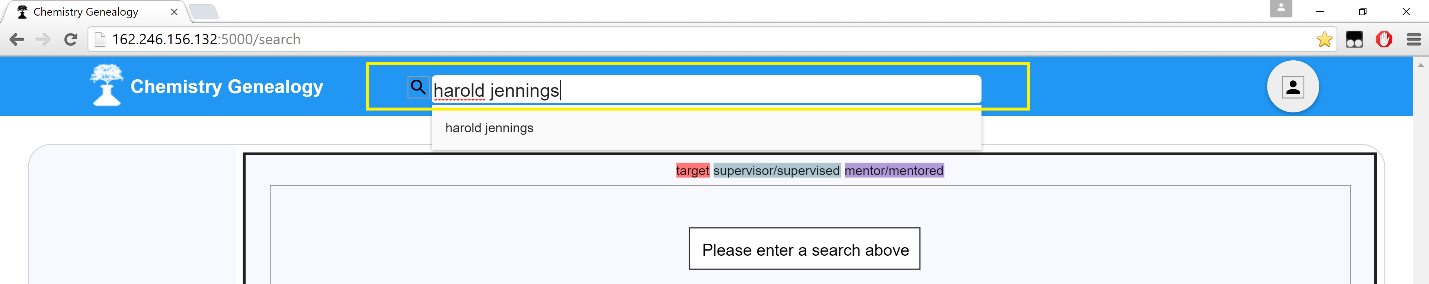 Chemistry Genealogy
162.246.156.132:5000/search
Chemistry Genealogy
harold jennings
harold jennings
target supervisor/supervised mentor/mentored
Please enter a search above